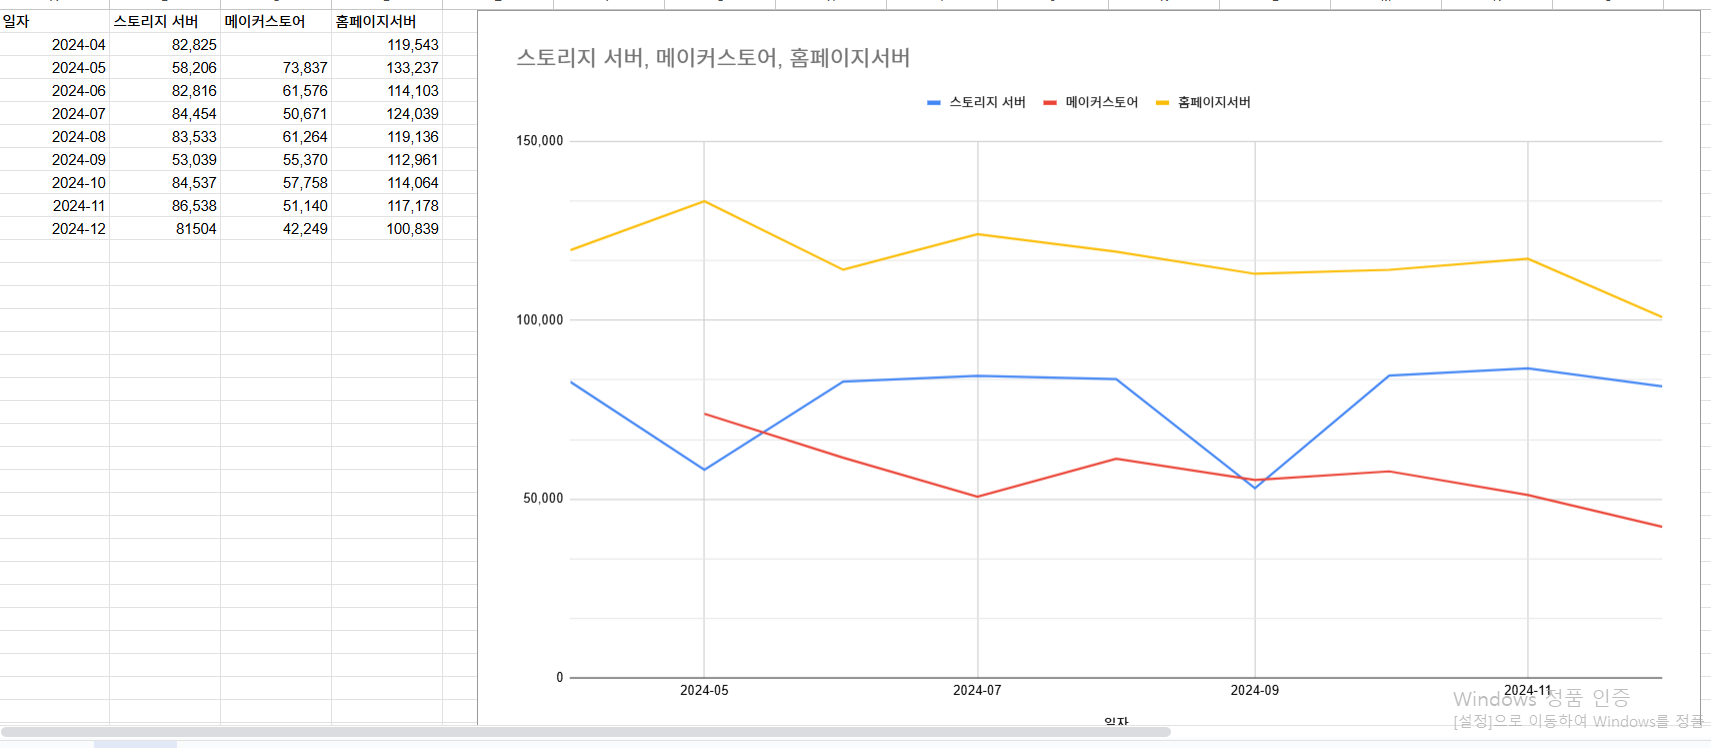 일자 스토리지 서버 메이커스토어 홈페이지서버
2024-04 82,825 119,543
2024-05 58,206 73,837 133,237
2024-06 82,816 61,576 114,103
2024-07 84,454 50,671 124,039
2024-08 83,533 61,264 119,136
2024-09 53,039 55,370 112,961
2024-10 84,537 57,758 114,064
2024-11 86,538 51,140 117,178
2024-12 81504 42,249 100,839
스토리지 서버, 메이커스토어, 홈페이지서버
스토리지 서버 메이커스토어 홈페이지서버
150,000
100,000
50,000
0
2024-05 2024-07 2024-09 2024-11
일자
Windows 정품 인증
[설정]으로 이동하여 Windows를 정품